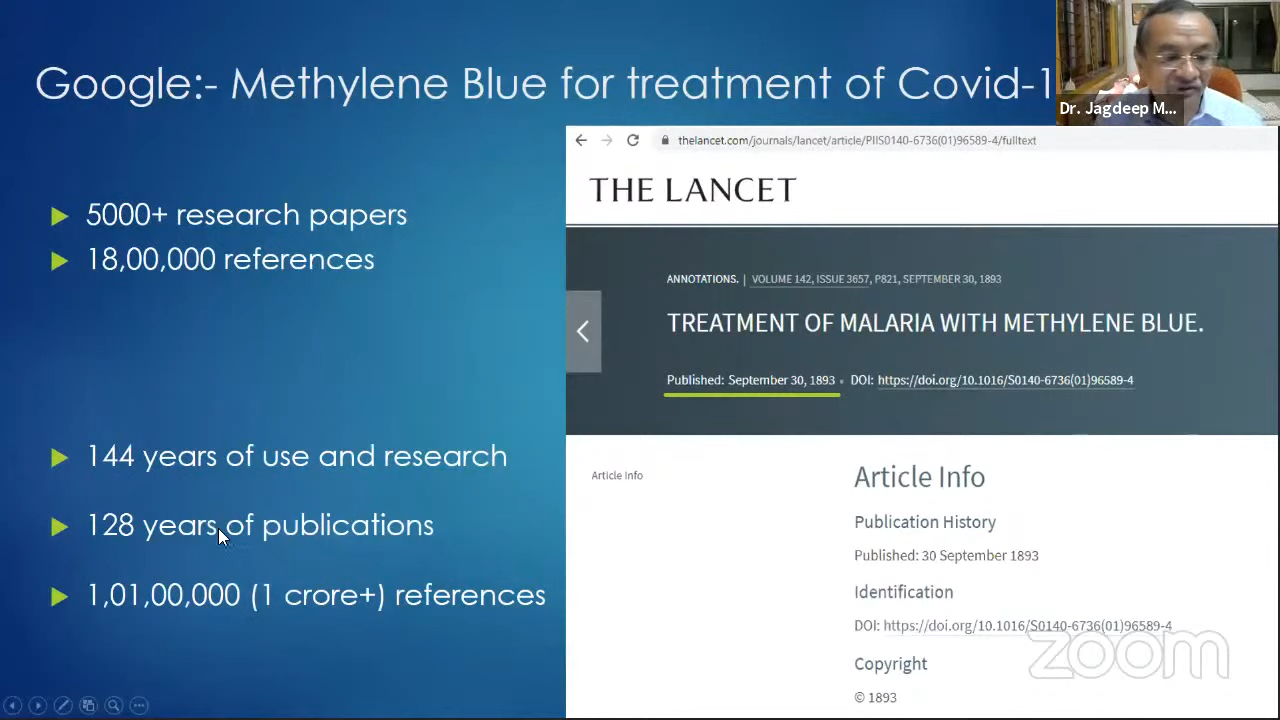 Google:- Methylene Blue for treatment of Covid-1
Dr. Jagdeep M...
5000+ research papers
18,00,000 references
144 years of use and research
128 years of publications
1,01,00,000 (1 crore+) references
thelancet.com/journals/lancet/article/PIIS0140-6736(01)96589-4/fulltext
THE LANCET
ANNOTATIONS. | VOLUME 142, ISSUE 3657, P821, SEPTEMBER 30, 1893
TREATMENT OF MALARIA WITH METHYLENE BLUE.
Published: September 30, 1893 • DOI: https://doi.org/10.1016/S0140-6736(01)96589-4
Article Info
Article Info
Publication History
Published: 30 September 1893
Identification
DOI: https://doi.org/10.1016/S0140-6736(01)96589-4
Copyright
© 1893
zoom